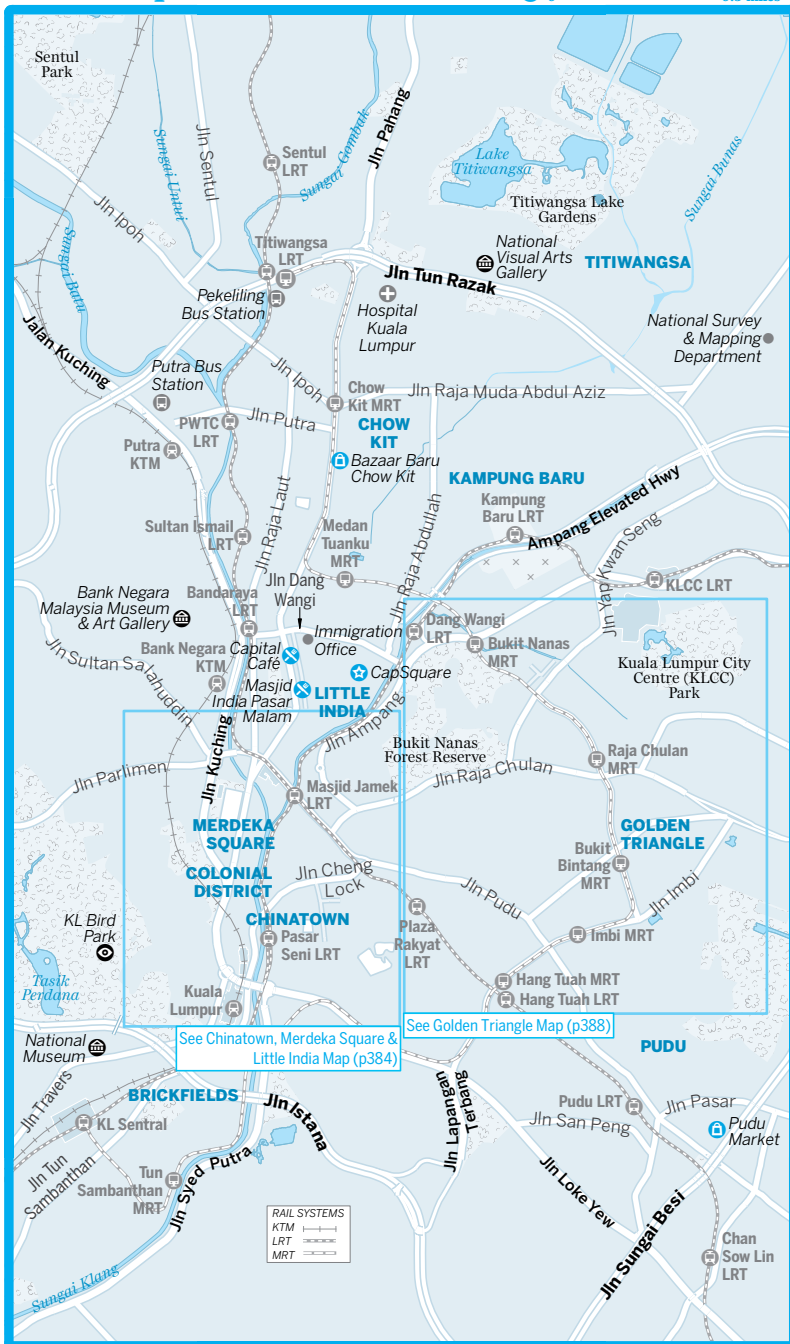 Sentul
Park
Jln Sentul
Sungai Untut
Sentul
LRT
Sungai Gombak
Jln Pahang
Lake
Titiwangsa
Titiwangsa Lake
Gardens
Sungai Bunas
Jln Ipoh
Sungai Batu
Titiwangsa
LRT
Pekeliling
Bus Station
Jln Tun Razak
National
Visual Arts
Gallery
TITIWANGSA
Hospital
Kuala
Lumpur
National Survey
& Mapping
Department
Jalan Kuching
Putra Bus
Station
Jln Ipoh
Chow
Kit MRT
Jln Raja Muda Abdul Aziz
PWTC
LRT
Jln Putra
CHOW
KIT
Putra
KTM
Bazaar Baru
Chow Kit
KAMPUNG BARU
Kampung
Baru LRT
Ampang Elevated Hwy
Sultan Ismail
LRT
Jln Raja Laut
Medan
Tuanku
MRT
Jln Raja Abdullah
Jln Yap Kwan Seng
KLCC LRT
Jln Dang
Wangi
Bank Negara
Malaysia Museum
& Art Gallery
Bandaraya
LRT
Immigration
Office
Dang Wangi
LRT
Bukit Nanas
MRT
Kuala Lumpur City
Centre (KLCC)
Park
Jln Sultan Salahuddin
Bank Negara
KTM
Capital
Café
CapSquare
Masjid
India Pasar
Malam
LITTLE
INDIA
Jln Ampang
Bukit Nanas
Forest Reserve
Jln Parlimen
Jln Kuching
Jln Raja Chulan
Raja Chulan
MRT
Masjid Jamek
LRT
MERDEKA
SQUARE
GOLDEN
TRIANGLE
COLONIAL
DISTRICT
Jln Cheng
Lock
Jln Pudu
Bukit
Bintang
MRT
Jln Imbi
CHINATOWN
Pasar
Seni LRT
Plaza
Rakyat
LRT
Imbi MRT
KL Bird
Park
Tasik
Perdana
Kuala
Lumpur
Hang Tuah MRT
Hang Tuah LRT
See Chinatown, Merdeka Square &
Little India Map (p384)
See Golden Triangle Map (p388)
National
Museum
PUDU
Jln Travers
BRICKFIELDS
Jln Istana
Jln Lapangan
Terbang
Pudu LRT
Jln Pasar
Jln San Peng
Pudu
Market
KL Sentral
Jln Tun
Sambanthan
Tun
Sambanthan
MRT
Jln Syed Putra
Jln Loke Yew
Jln Sungai Besi
RAIL SYSTEMS
KTM
LRT
MRT
Chan
Sow Lin
LRT
Sungai Klang